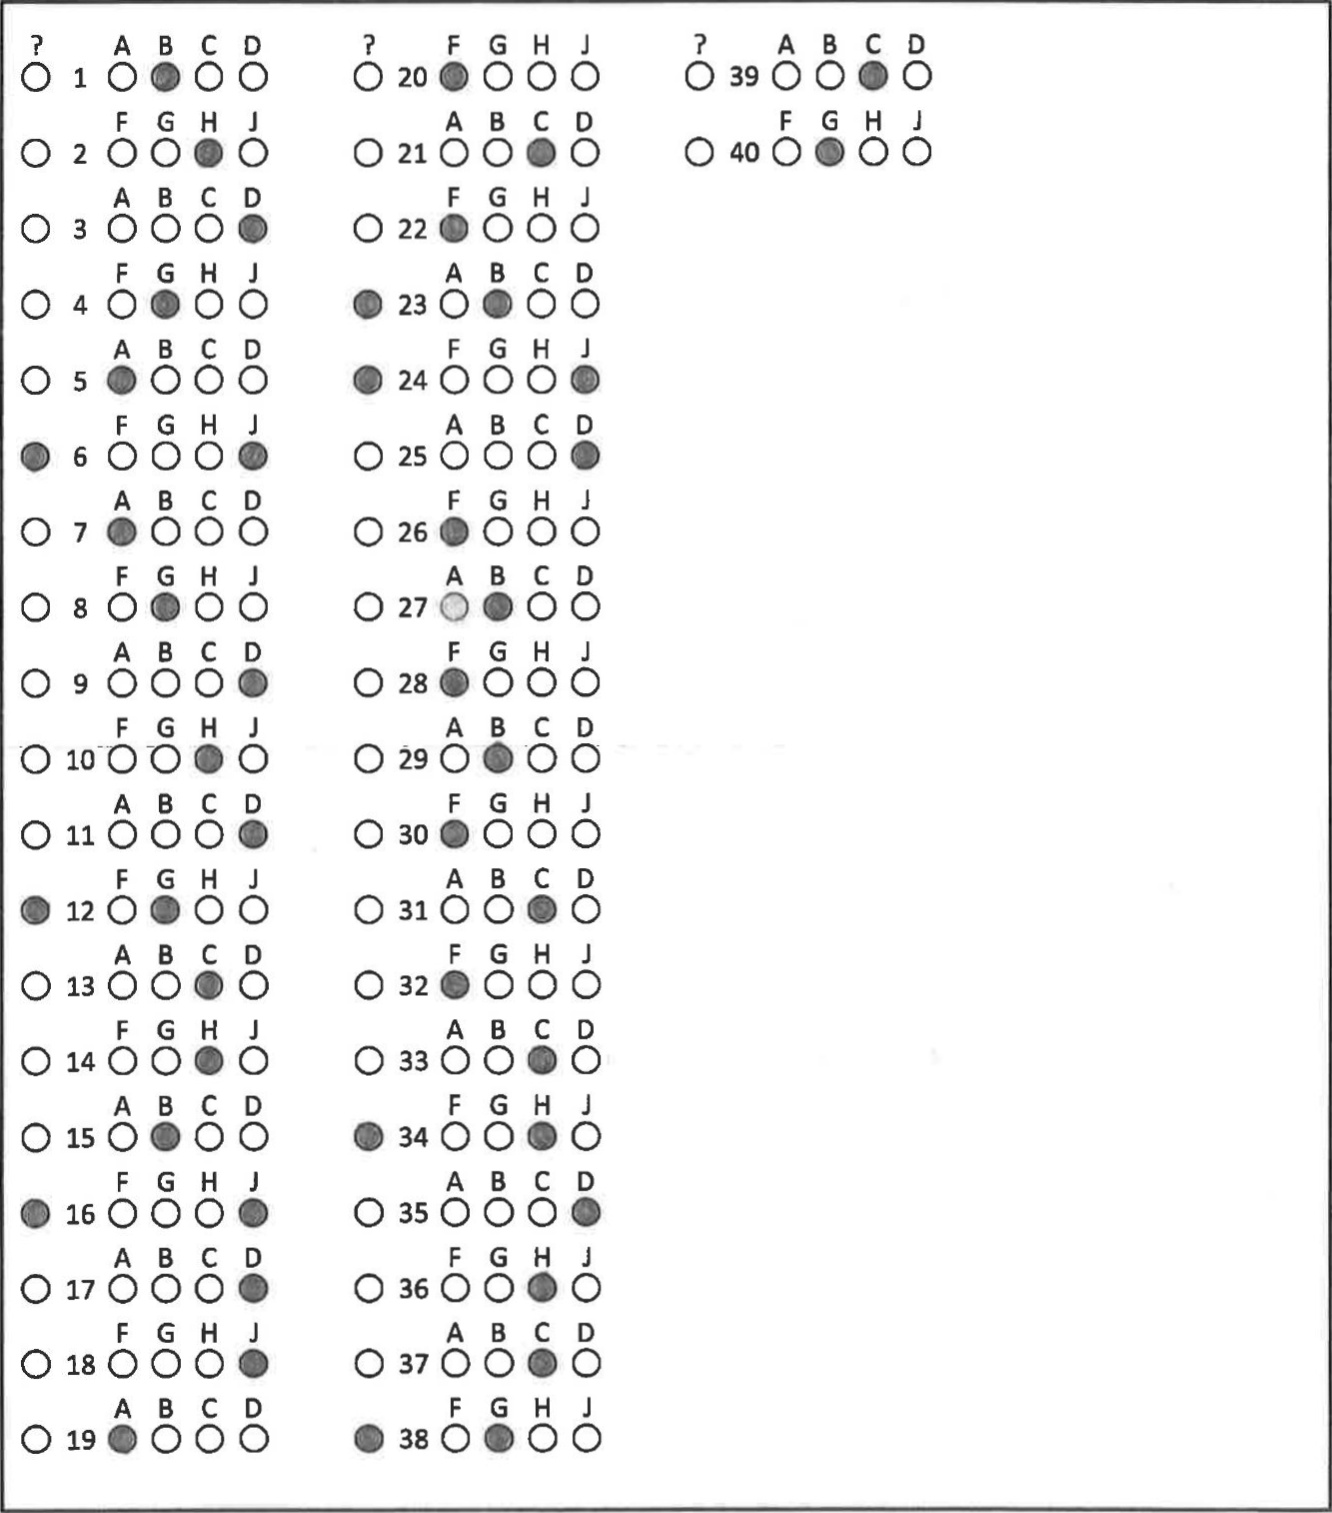 ? A B C D
1
F G H J
2
A B C D
3
F G H J
4
A B C D
5
F G H J
6
A B C D
7
F G H J
8
A B C D
9
F G H J
10
A B C D
11
F G H J
12
A B C D
13
F G H J
14
A B C D
15
F G H J
16
A B C D
17
F G H J
18
A B C D
19
? F G H J
20
A B C D
21
F G H J
22
A B C D
23
F G H J
24
A B C D
25
F G H J
26
A B C D
27
F G H J
28
A B C D
29
F G H J
30
A B C D
31
F G H J
32
A B C D
33
F G H J
34
A B C D
35
F G H J
36
A B C D
37
F G H J
38
? A B C D
39
F G H J
40